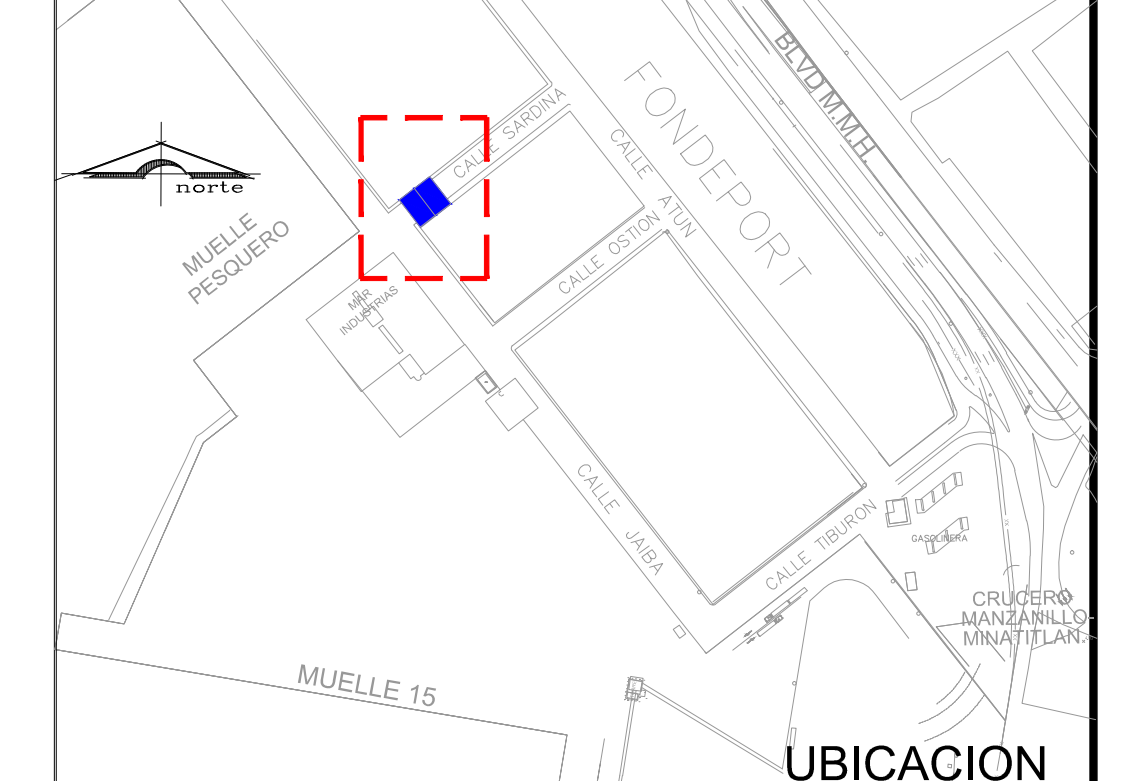 BLVD M.M.H.
FONDEPORT
CALLE SARDINA
CALLE ATUN
norte
MUELLE
PESQUERO
CALLE OSTION
MAR
INDUSTRIAS
CALLE JAIBA
CALLE TIBURON
GASOLINERA
CRUCERO
MANZANILLO
MINATITLAN.
MUELLE 15
UBICACION